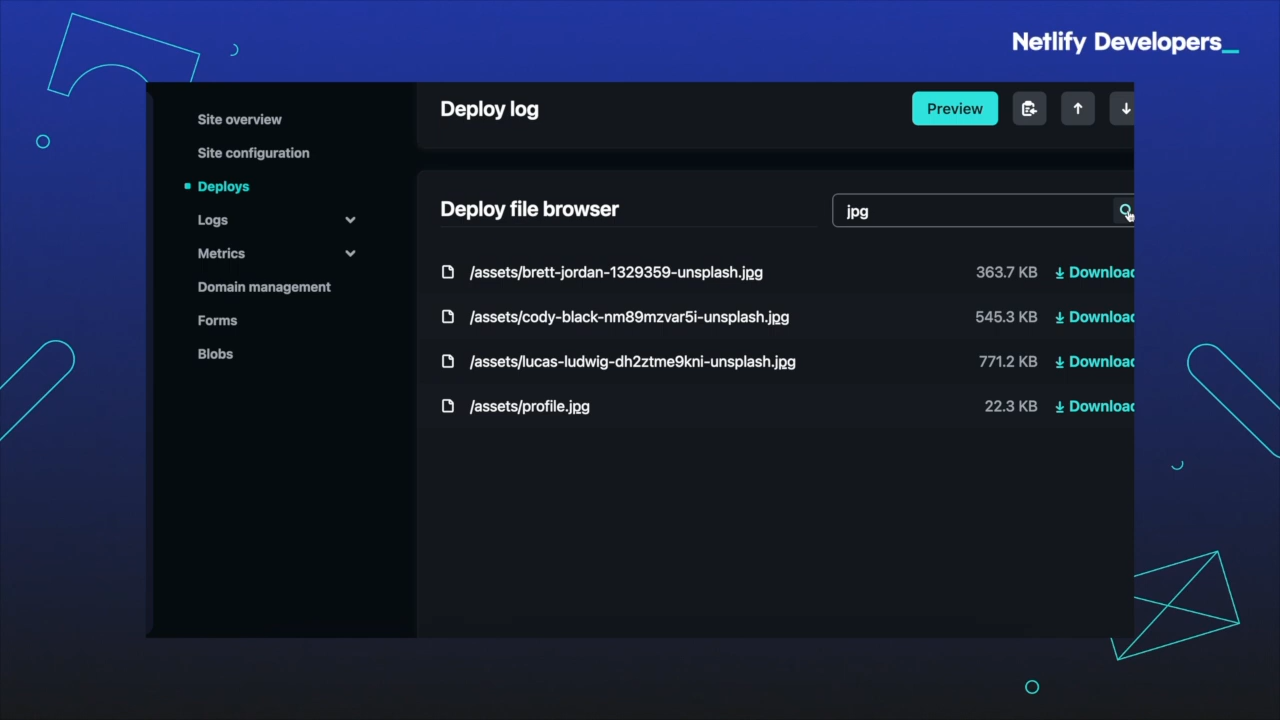 Netlify Developers_
Site overview
Site configuration
Deploys
Logs
Metrics
Domain management
Forms
Blobs
Deploy log
Preview
Deploy file browser
jpg
/assets/brett-jordan-1329359-unsplash.jpg 363.7 KB Download
/assets/cody-black-nm89mzvar5i-unsplash.jpg 545.3 KB Download
/assets/lucas-ludwig-dh2ztme9kni-unsplash.jpg 771.2 KB Download
/assets/profile.jpg 22.3 KB Download